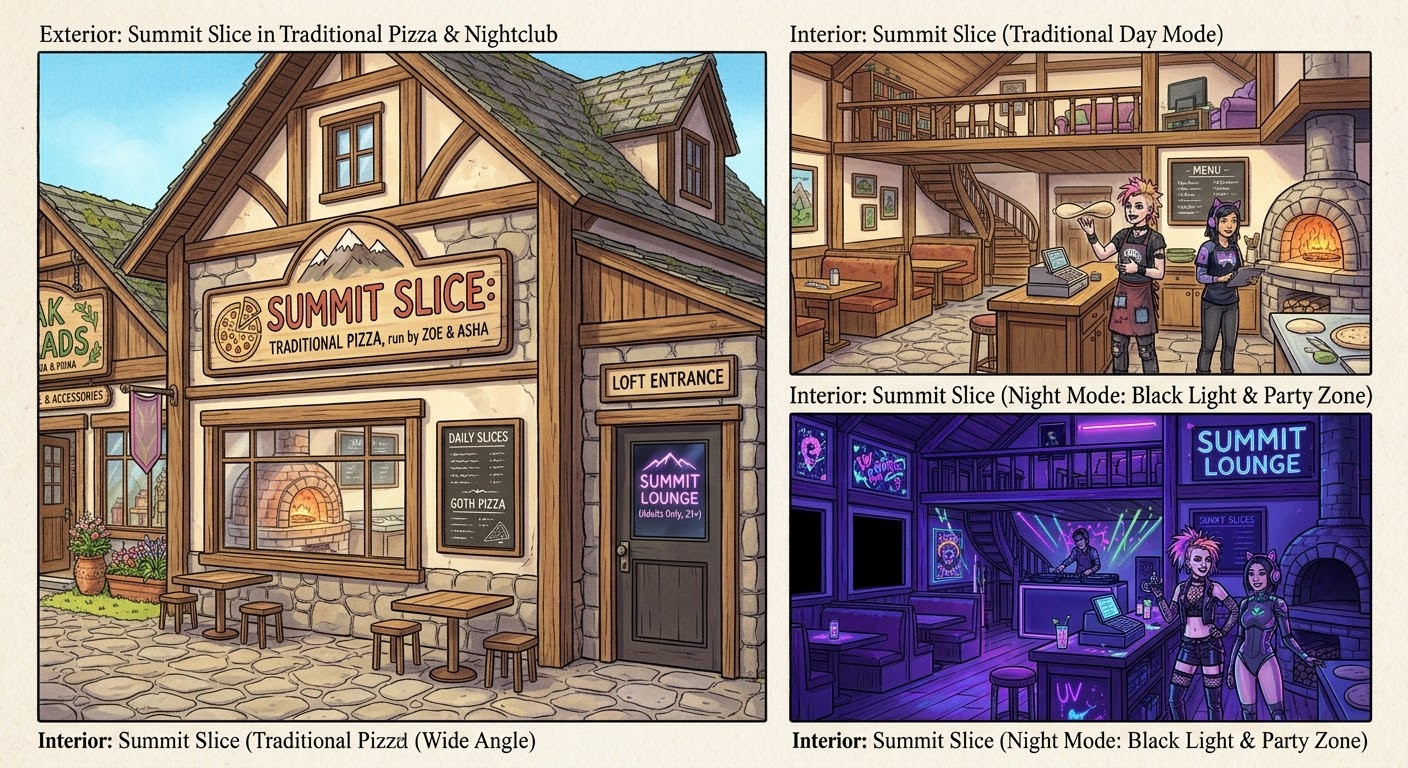 Exterior: Summit Slice in Traditional Pizza & Nightclub
Interior: Summit Slice (Traditional Day Mode)
AK
ADS
& ACCESSORIES
SUMMIT SLICE:
TRADITIONAL PIZZA, run by ZOE & ASHA
LOFT ENTRANCE
DAILY SLICES
GOTH PIZZA
SUMMIT
LOUNGE
Only, 21+)
- MENU -
Interior: Summit Slice (Night Mode: Black Light & Party Zone)
SUMMIT
LOUNGE
SLICES
UV
Interior: Summit Slice (Traditional Pizza (Wide Angle)
Interior: Summit Slice (Night Mode: Black Light & Party Zone)